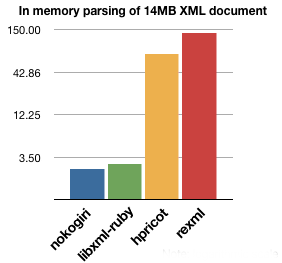 In memory parsing of 14MB XML document
150.00
42.86
12.25
3.50
nokogiri
libxml-ruby
hpricot
rexml